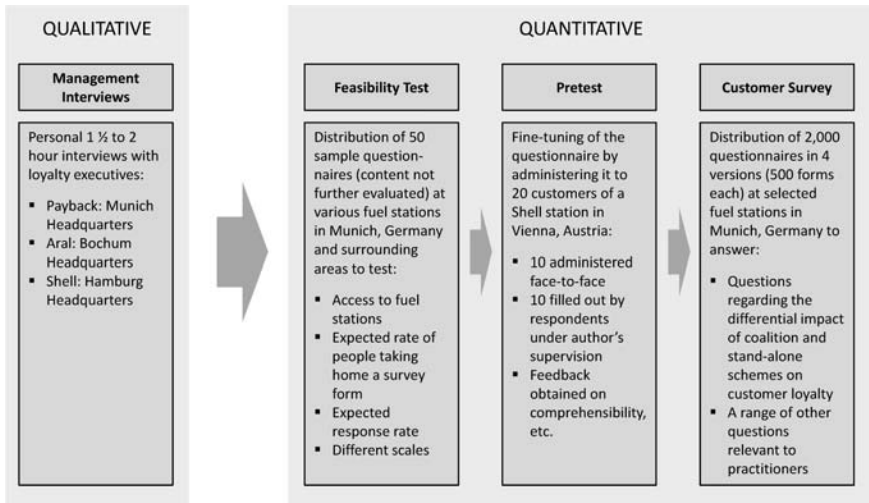 QUALITATIVE
Management
Interviews
Personal 1 ½ to 2
hour interviews with
loyalty executives:
▪ Payback: Munich
Headquarters
▪ Aral: Bochum
Headquarters
▪ Shell: Hamburg
Headquarters
QUANTITATIVE
Feasibility Test
Distribution of 50
sample question-
naires (content not
further evaluated) at
various fuel stations
in Munich, Germany
and surrounding
areas to test:
▪ Access to fuel
stations
▪ Expected rate of
people taking
home a survey
form
▪ Expected
response rate
▪ Different scales
Pretest
Fine-tuning of the
questionnaire by
administering it to
20 customers of a
Shell station in
Vienna, Austria:
▪ 10 administered
face-to-face
▪ 10 filled out by
respondents
under author's
supervision
▪ Feedback
obtained on
comprehensibility,
etc.
Customer Survey
Distribution of 2,000
questionnaires in 4
versions (500 forms
each) at selected
fuel stations in
Munich, Germany to
answer:
▪ Questions
regarding the
differential impact
of coalition and
stand-alone
schemes on
customer loyalty
▪ A range of other
questions
relevant to
practitioners